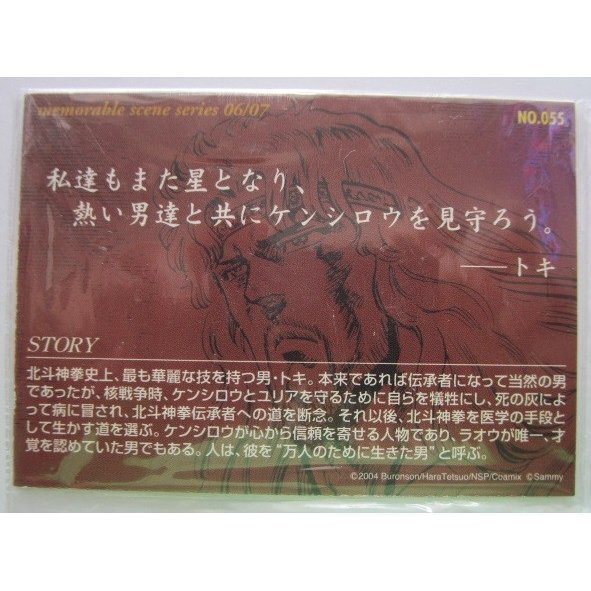 memorable scene series 06/07
NO.055
私達もまた星となり、
熱い男達と共にケンシロウを見守ろう。
――トキ
STORY
北斗神拳史上、最も華麗な技を持つ男・トキ。本来であれば伝承者になって当然の男
であったが、核戦争時、ケンシロウとユリアを守るために自らを犠牲にし、死の灰によ
って病に冒され、北斗神拳伝承者への道を断念。それ以後、北斗神拳を医学の手段と
して生かす道を選ぶ。ケンシロウが心から信頼を寄せる人物であり、ラオウが唯一、才
覚を認めていた男でもある。人は、彼を“万人のために生きた男”と呼ぶ。
©2004 Buronson/HaraTetsuo/NSP/Coamix ©Sammy